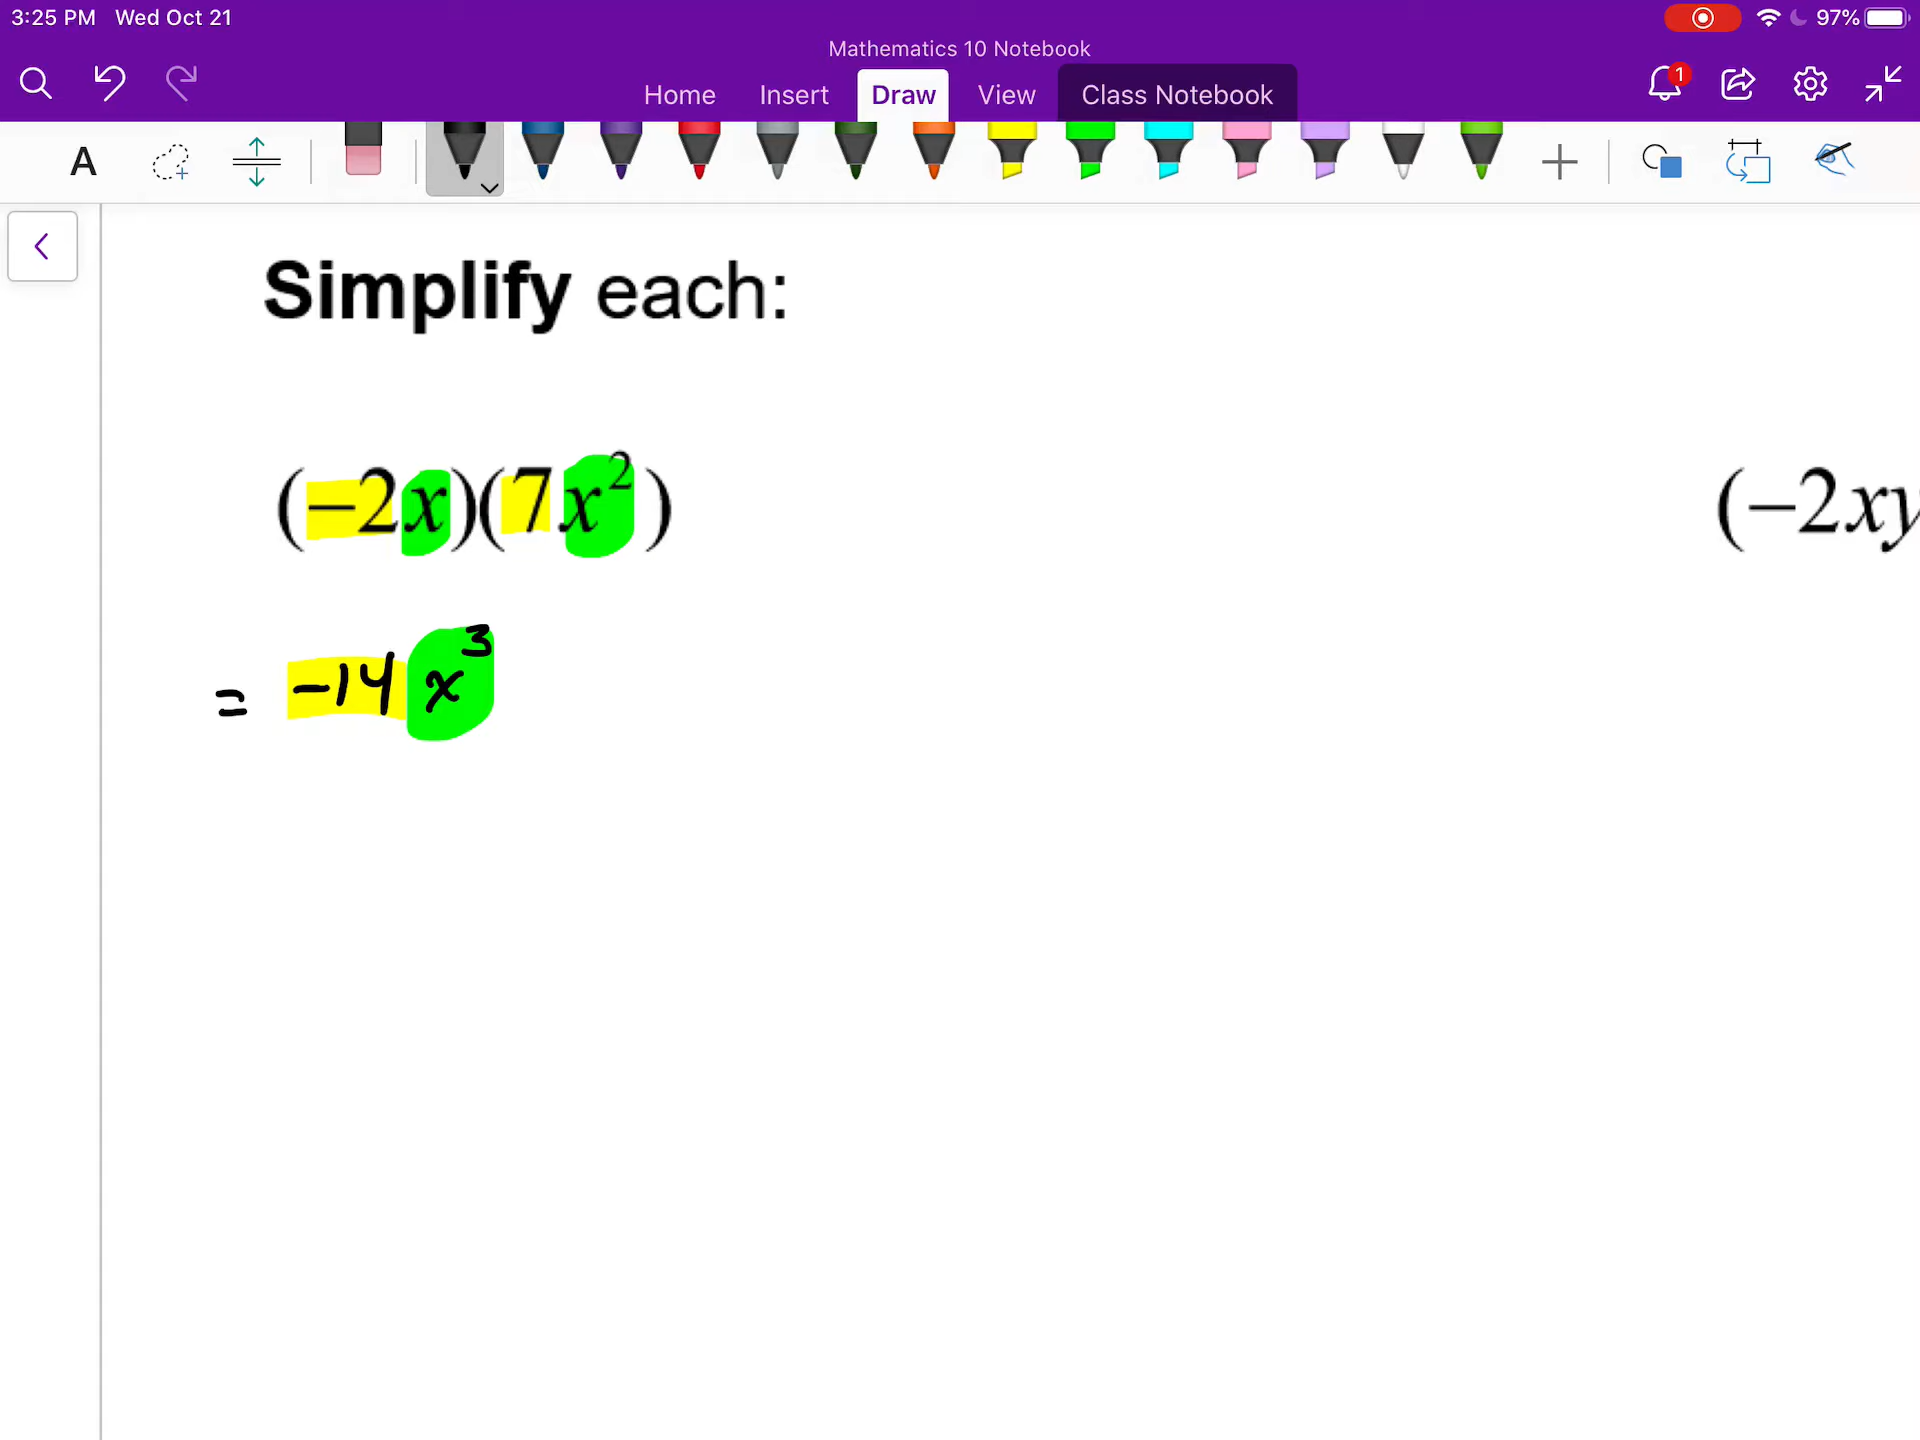 3:25 PM Wed Oct 21 97%
Mathematics 10 Notebook
Home Insert Draw View Class Notebook 1
A
Simplify each:
(−2x)(7x²) (−2xy
= -14x³